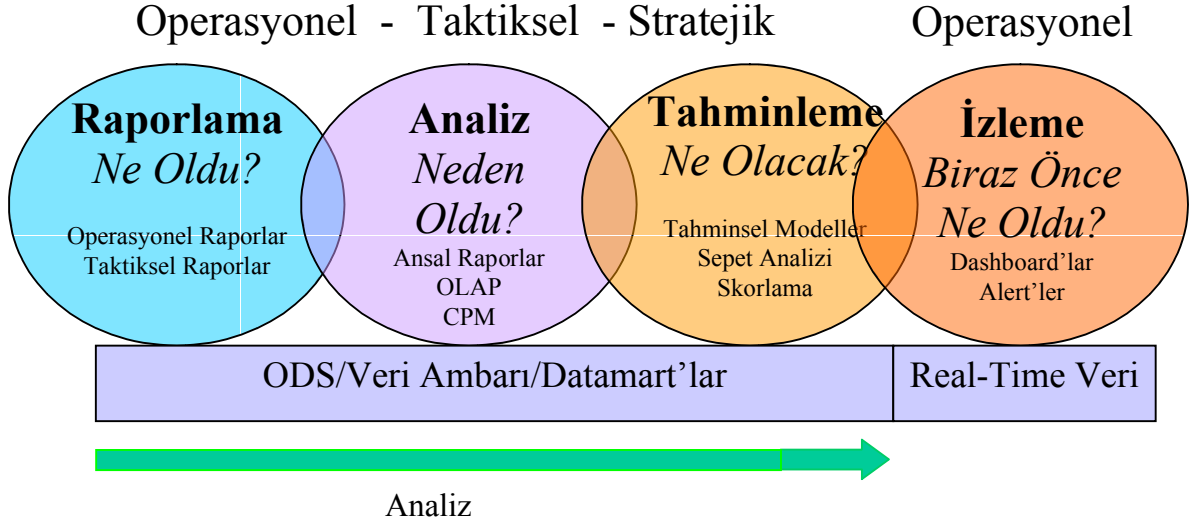 Operasyonel - Taktiksel - Stratejik
Operasyonel
Raporlama
Ne Oldu?
Operasyonel Raporlar
Taktiksel Raporlar
Analiz
Neden
Oldu?
Ansal Raporlar
OLAP
CPM
Tahminleme
Ne Olacak?
Tahminsel Modeller
Sepet Analizi
Skorlama
İzleme
Biraz Önce
Ne Oldu?
Dashboard’lar
Alert’ler
ODS/Veri Ambarı/Datamart’lar
Real-Time Veri
Analiz